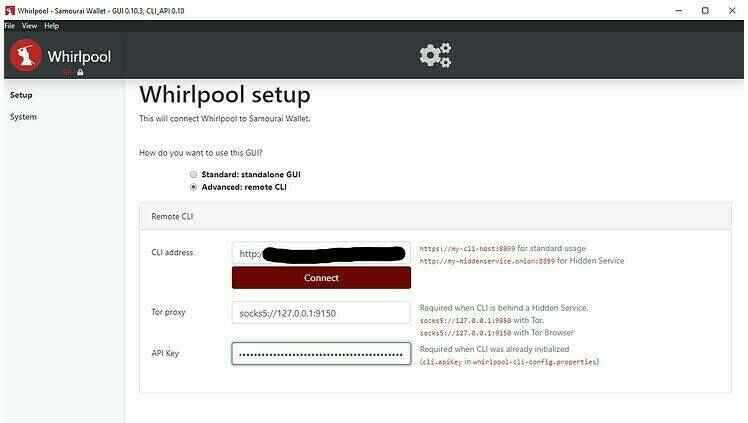 Whirlpool - Samourai Wallet - GUI 0.10.3, CLI_API 0.10
File View Help
Whirlpool
Setup
System
Whirlpool setup
This will connect Whirlpool to Samourai Wallet.
How do you want to use this GUI?
Standard: standalone GUI
Advanced: remote CLI
Remote CLI
CLI address
http:/
https://my-cli-host:8899 for standard usage
http://my-hiddenservice.onion:8899 for Hidden Service
Connect
Tor proxy
socks5://127.0.0.1:9150
Required when CLI is behind a Hidden Service.
socks5://127.0.0.1:9050 with Tor.
socks5://127.0.0.1:9150 with Tor Browser
API Key
Required when CLI was already initialized
(cli.apiKey in whirlpool-cli-config.properties)